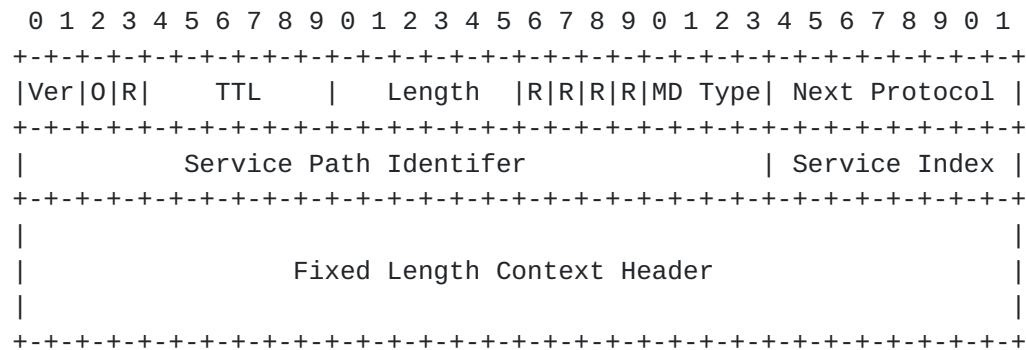 0 1 2 3 4 5 6 7 8 9 0 1 2 3 4 5 6 7 8 9 0 1 2 3 4 5 6 7 8 9 0 1
+-+-+-+-+-+-+-+-+-+-+-+-+-+-+-+-+-+-+-+-+-+-+-+-+-+-+-+-+-+-+-+-+
|Ver|O|R|    TTL    |   Length  |R|R|R|R|MD Type| Next Protocol |
+-+-+-+-+-+-+-+-+-+-+-+-+-+-+-+-+-+-+-+-+-+-+-+-+-+-+-+-+-+-+-+-+
|          Service Path Identifer               | Service Index |
+-+-+-+-+-+-+-+-+-+-+-+-+-+-+-+-+-+-+-+-+-+-+-+-+-+-+-+-+-+-+-+-+
|                                                               |
|                 Fixed Length Context Header                   |
|                                                               |
+-+-+-+-+-+-+-+-+-+-+-+-+-+-+-+-+-+-+-+-+-+-+-+-+-+-+-+-+-+-+-+-+